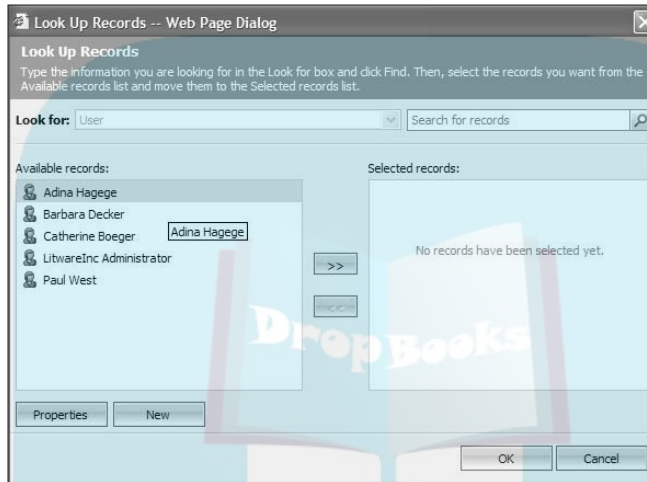 Look Up Records -- Web Page Dialog
Look Up Records
Type the information you are looking for in the Look for box and click Find. Then, select the records you want from the
Available records list and move them to the Selected records list.
Look for: User Search for records
Available records: Selected records:
Adina Hagege
Barbara Decker
Adina Hagege
Catherine Boeger
No records have been selected yet.
LitwareInc Administrator
>>
Paul West
<<
DropBooks
Properties New
OK Cancel